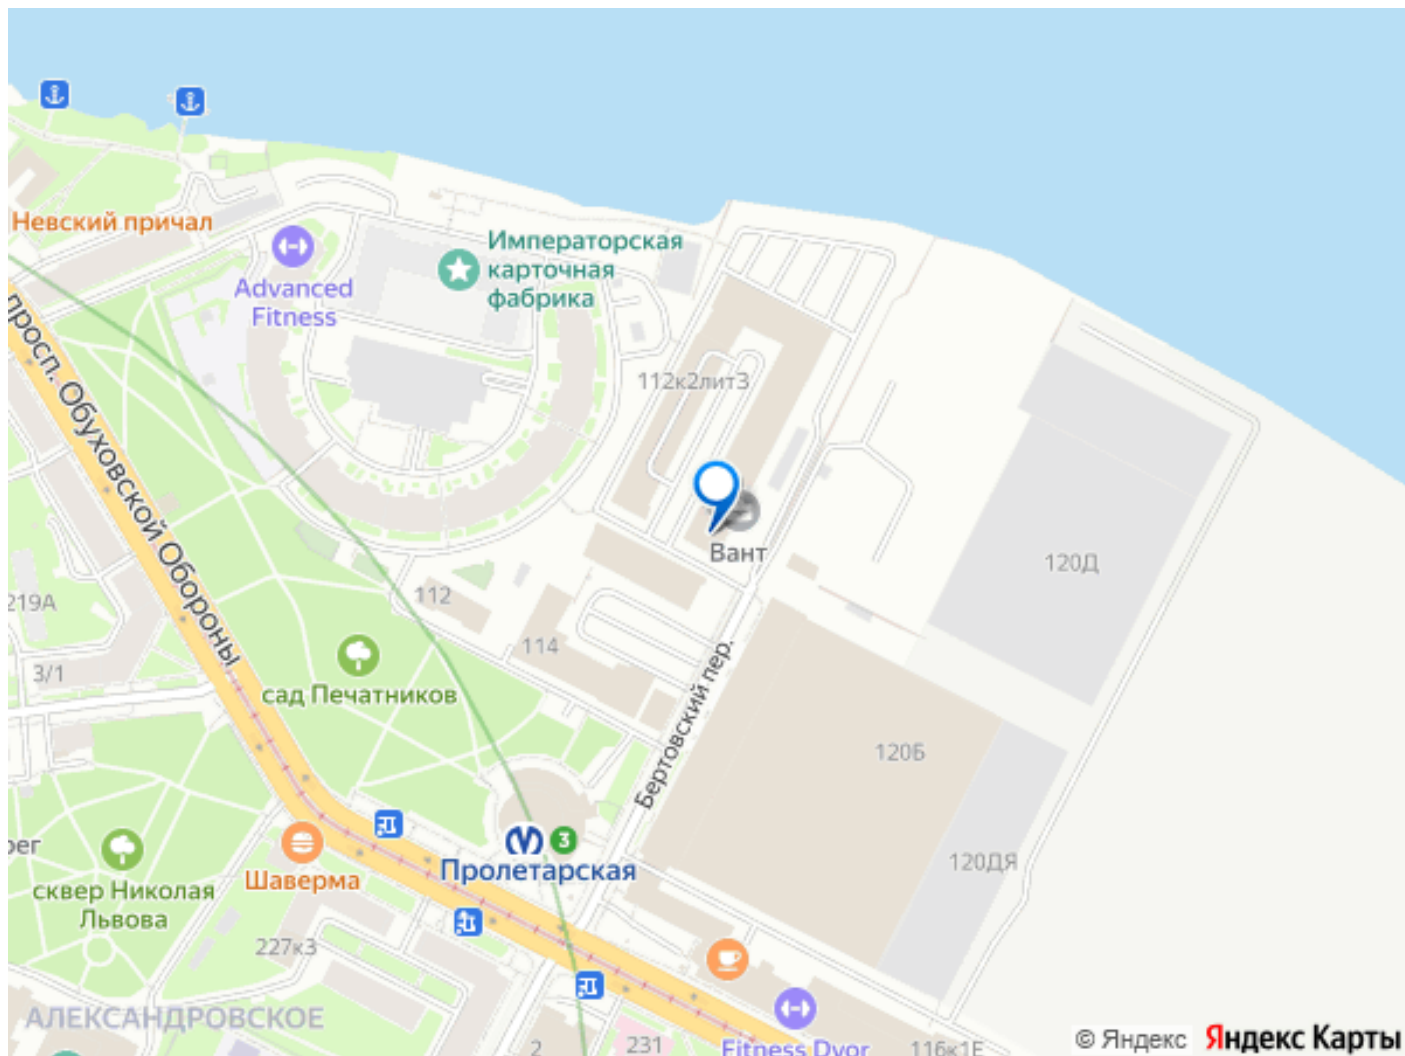 Невский причал
Advanced
Fitness
Императорская
карточная
фабрика
просп. Обуховской Обороны
112к2лит3
Вант
120Д
219А
112
114
3/1
сад Печатников
Бертовский пер.
120Б
3
Пролетарская
Шаверма
сквер Николая
Львова
120ДЯ
227к3
АЛЕКСАНДРОВСКОЕ
2
231
Fitness Dvor
116к1Е
© Яндекс
Яндекс Карты